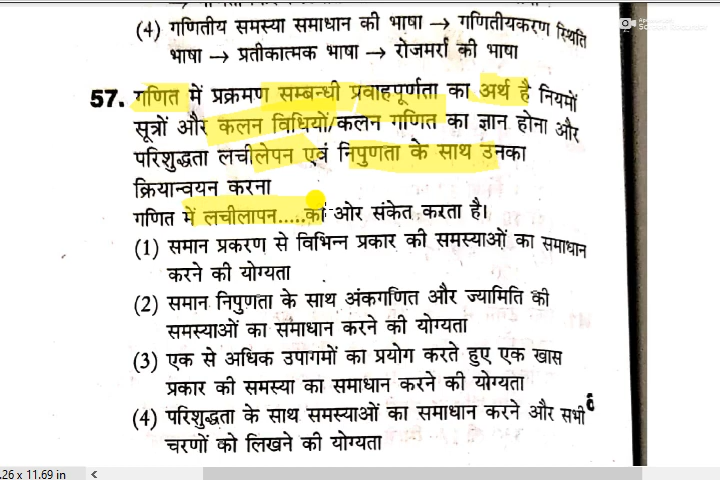 (4) गणितीय समस्या समाधान की भाषा → गणितीयकरण स्थिति
भाषा → प्रतीकात्मक भाषा → रोजमर्रा की भाषा
57. गणित में प्रक्रमण सम्बन्धी प्रवाहपूर्णता का अर्थ है नियमों
सूत्रों और कलन विधियों/कलन गणित का ज्ञान होना और
परिशुद्धता लचीलेपन एवं निपुणता के साथ उनका
क्रियान्वयन करना
गणित में लचीलापन.....की ओर संकेत करता है।
(1) समान प्रकरण से विभिन्न प्रकार की समस्याओं का समाधान
करने की योग्यता
(2) समान निपुणता के साथ अंकगणित और ज्यामिति की
समस्याओं का समाधान करने की योग्यता
(3) एक से अधिक उपागमों का प्रयोग करते हुए एक खास
प्रकार की समस्या का समाधान करने की योग्यता
(4) परिशुद्धता के साथ समस्याओं का समाधान करने और सभी
चरणों को लिखने की योग्यता
.26 x 11.69 in